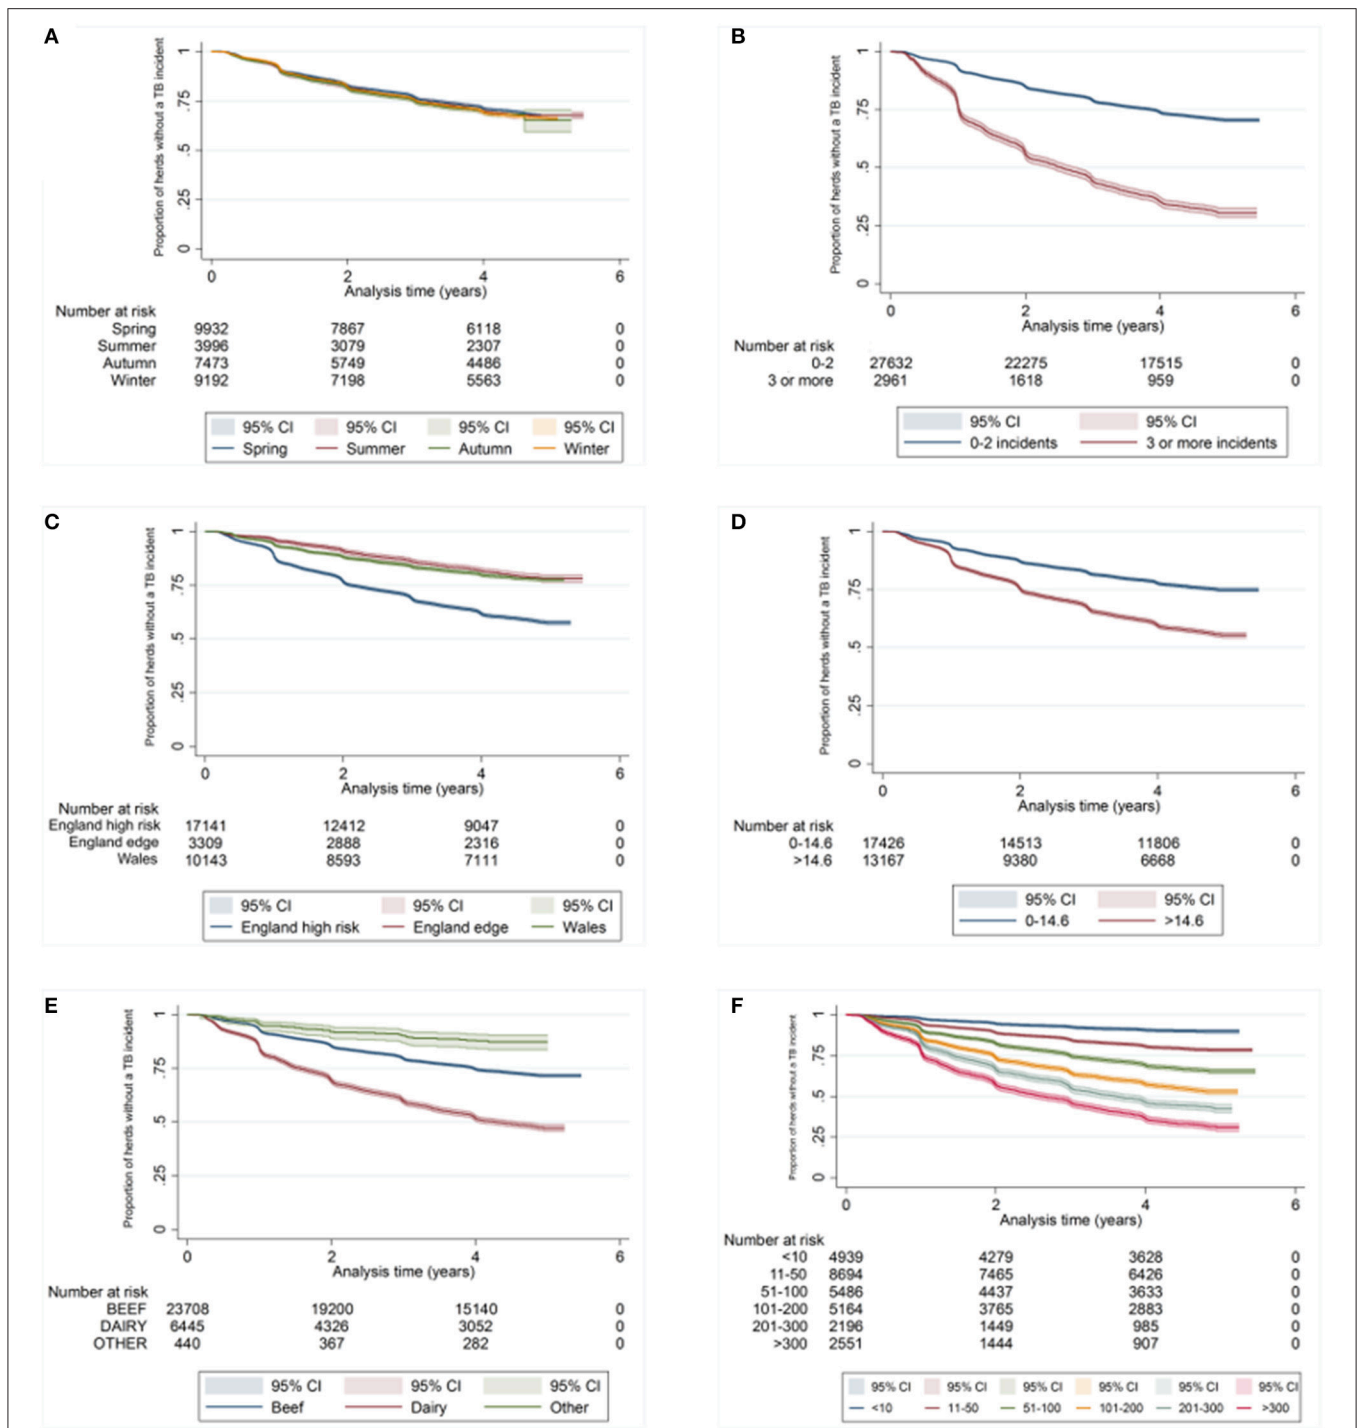 A
Proportion of herds without a TB incident
1
.75
.5
.25
0
0 2 4 6
Analysis time (years)
Number at risk
Spring 9932 7867 6118 0
Summer 3996 3079 2307 0
Autumn 7473 5749 4486 0
Winter 9192 7198 5563 0
95% CI 95% CI 95% CI 95% CI
Spring Summer Autumn Winter
B
Proportion of herds without a TB incident
1
.75
.5
.25
0
0 2 4 6
Analysis time (years)
Number at risk
0-2 27632 22275 17515 0
3 or more 2961 1618 959 0
95% CI 95% CI
0-2 incidents 3 or more incidents
C
Proportion of herds without a TB incident
1
.75
.5
.25
0
0 2 4 6
Analysis time (years)
Number at risk
England high risk 17141 12412 9047 0
England edge 3309 2888 2316 0
Wales 10143 8593 7111 0
95% CI 95% CI 95% CI
England high risk England edge Wales
D
Proportion of herds without a TB incident
1
.75
.5
.25
0
0 2 4 6
Analysis time (years)
Number at risk
0-14.6 17426 14513 11806 0
>14.6 13167 9380 6668 0
95% CI 95% CI
0-14.6 >14.6
E
Proportion of herds without a TB incident
1
.75
.5
.25
0
0 2 4 6
Analysis time (years)
Number at risk
BEEF 23708 19200 15140 0
DAIRY 6445 4326 3052 0
OTHER 440 367 282 0
95% CI 95% CI 95% CI
Beef Dairy Other
F
Proportion of herds without a TB incident
1
.75
.5
.25
0
0 2 4 6
Analysis time (years)
Number at risk
<10 4939 4279 3628 0
11-50 8694 7465 6426 0
51-100 5486 4437 3633 0
101-200 5164 3765 2883 0
201-300 2196 1449 985 0
>300 2551 1444 907 0
95% CI 95% CI 95% CI 95% CI 95% CI 95% CI
<10 11-50 51-100 101-200 201-300 >300